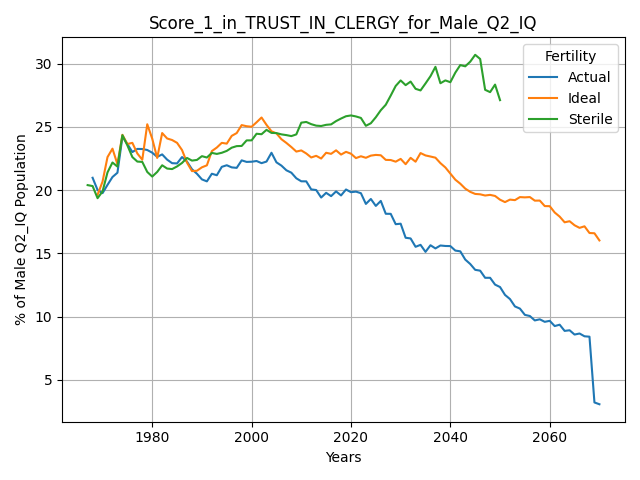 Score_1_in_TRUST_IN_CLERGY_for_Male_Q2_IQ
% of Male Q2_IQ Population
30
25
20
15
10
5
Fertility
Actual
Ideal
Sterile
1980 2000 2020 2040 2060
Years